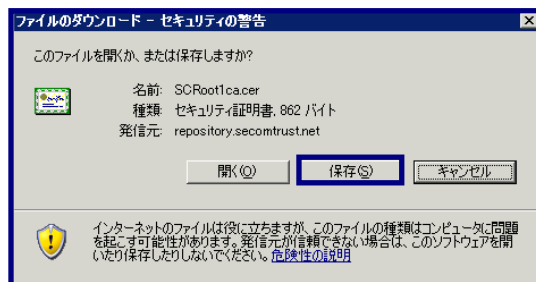 ファイルのダウンロード - セキュリティの警告
このファイルを開くか、または保存しますか?
名前: SCRoot1ca.cer
種類: セキュリティ証明書, 862 バイト
発信元: repository.secomtrust.net
開く(O)
保存(S)
キャンセル
インターネットのファイルは役に立ちますが、このファイルの種類はコンピュータに問題
を起こす可能性があります。発信元が信頼できない場合は、このソフトウェアを開
いたり保存したりしないでください。危険性の説明